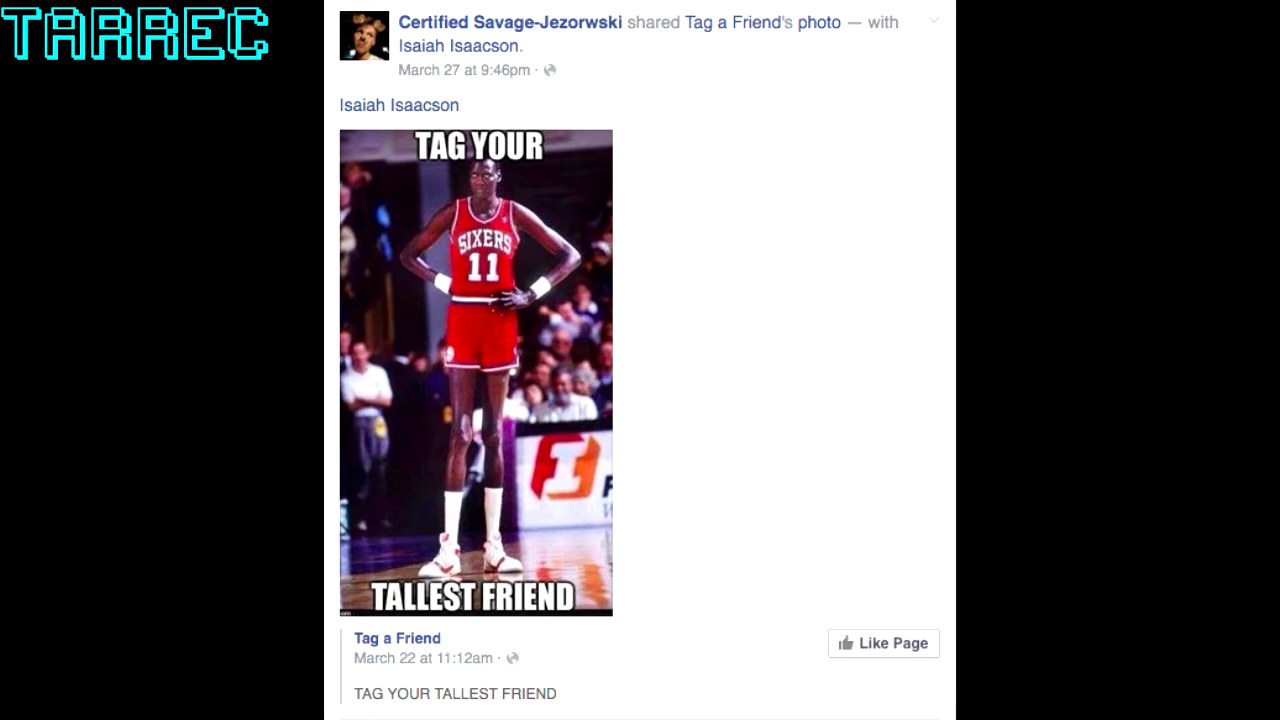 TARREC
Certified Savage-Jezorwski shared Tag a Friend's photo — with
Isaiah Isaacson.
March 27 at 9:46pm ·
Isaiah Isaacson
TAG YOUR
SIXERS
11
TALLEST FRIEND
Tag a Friend
March 22 at 11:12am ·
Like Page
TAG YOUR TALLEST FRIEND